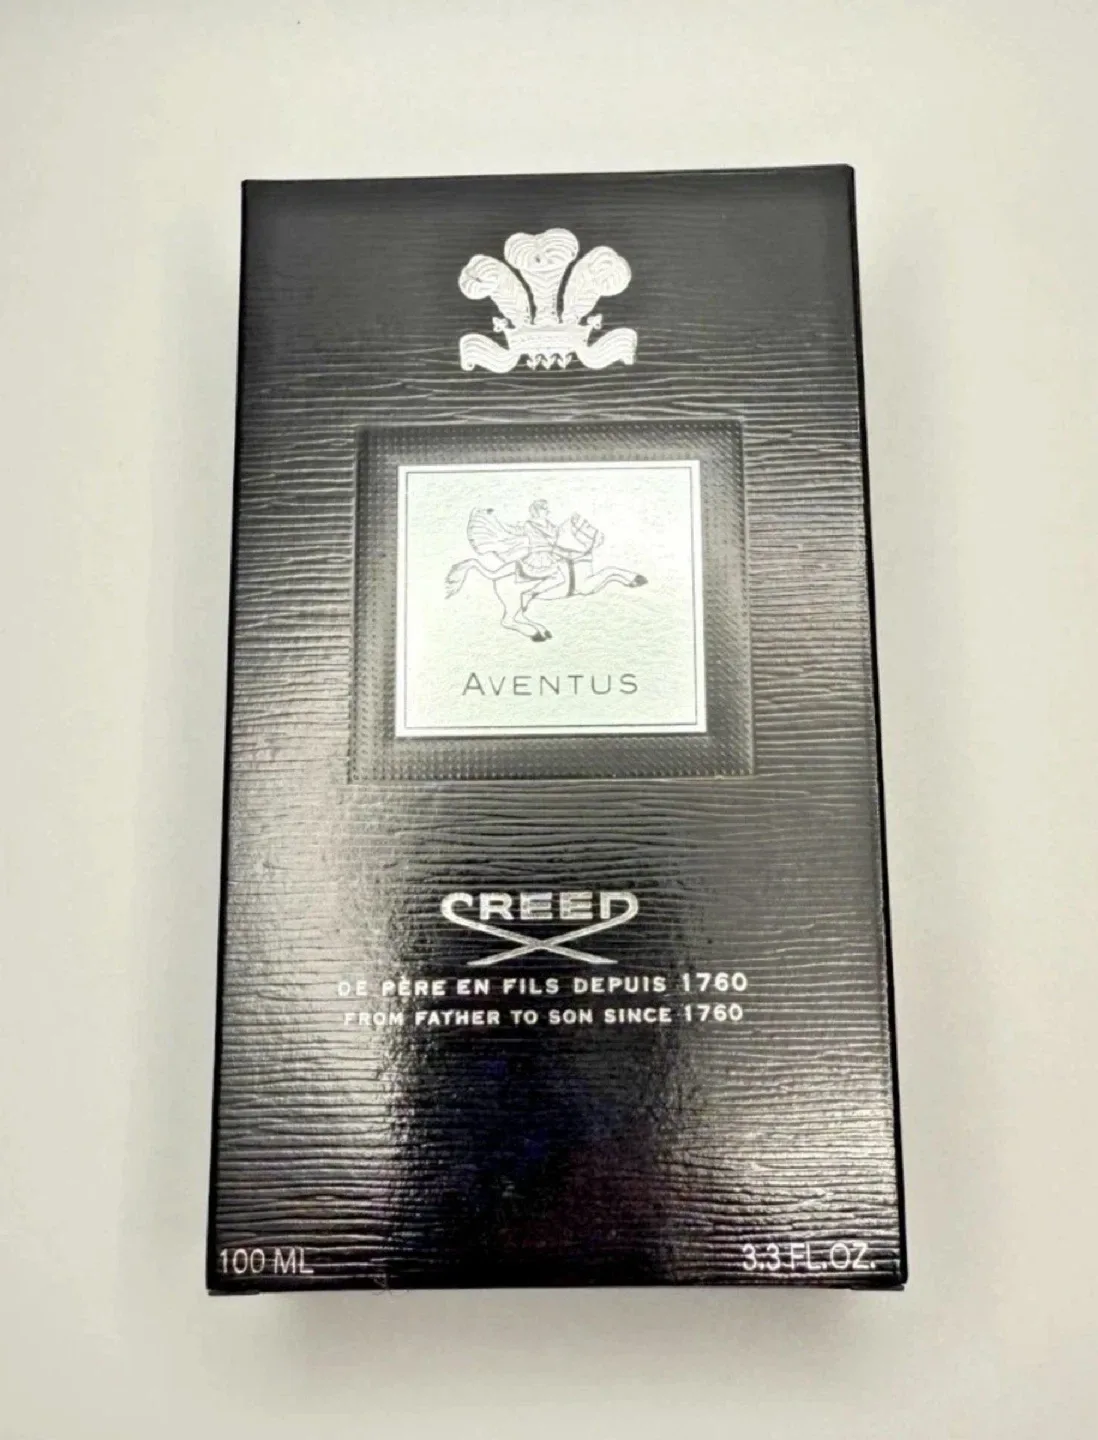 AVENTUS
CREED
DE PÈRE EN FILS DEPUIS 1760
FROM FATHER TO SON SINCE 1760
100 ML
3.3 FL.OZ.